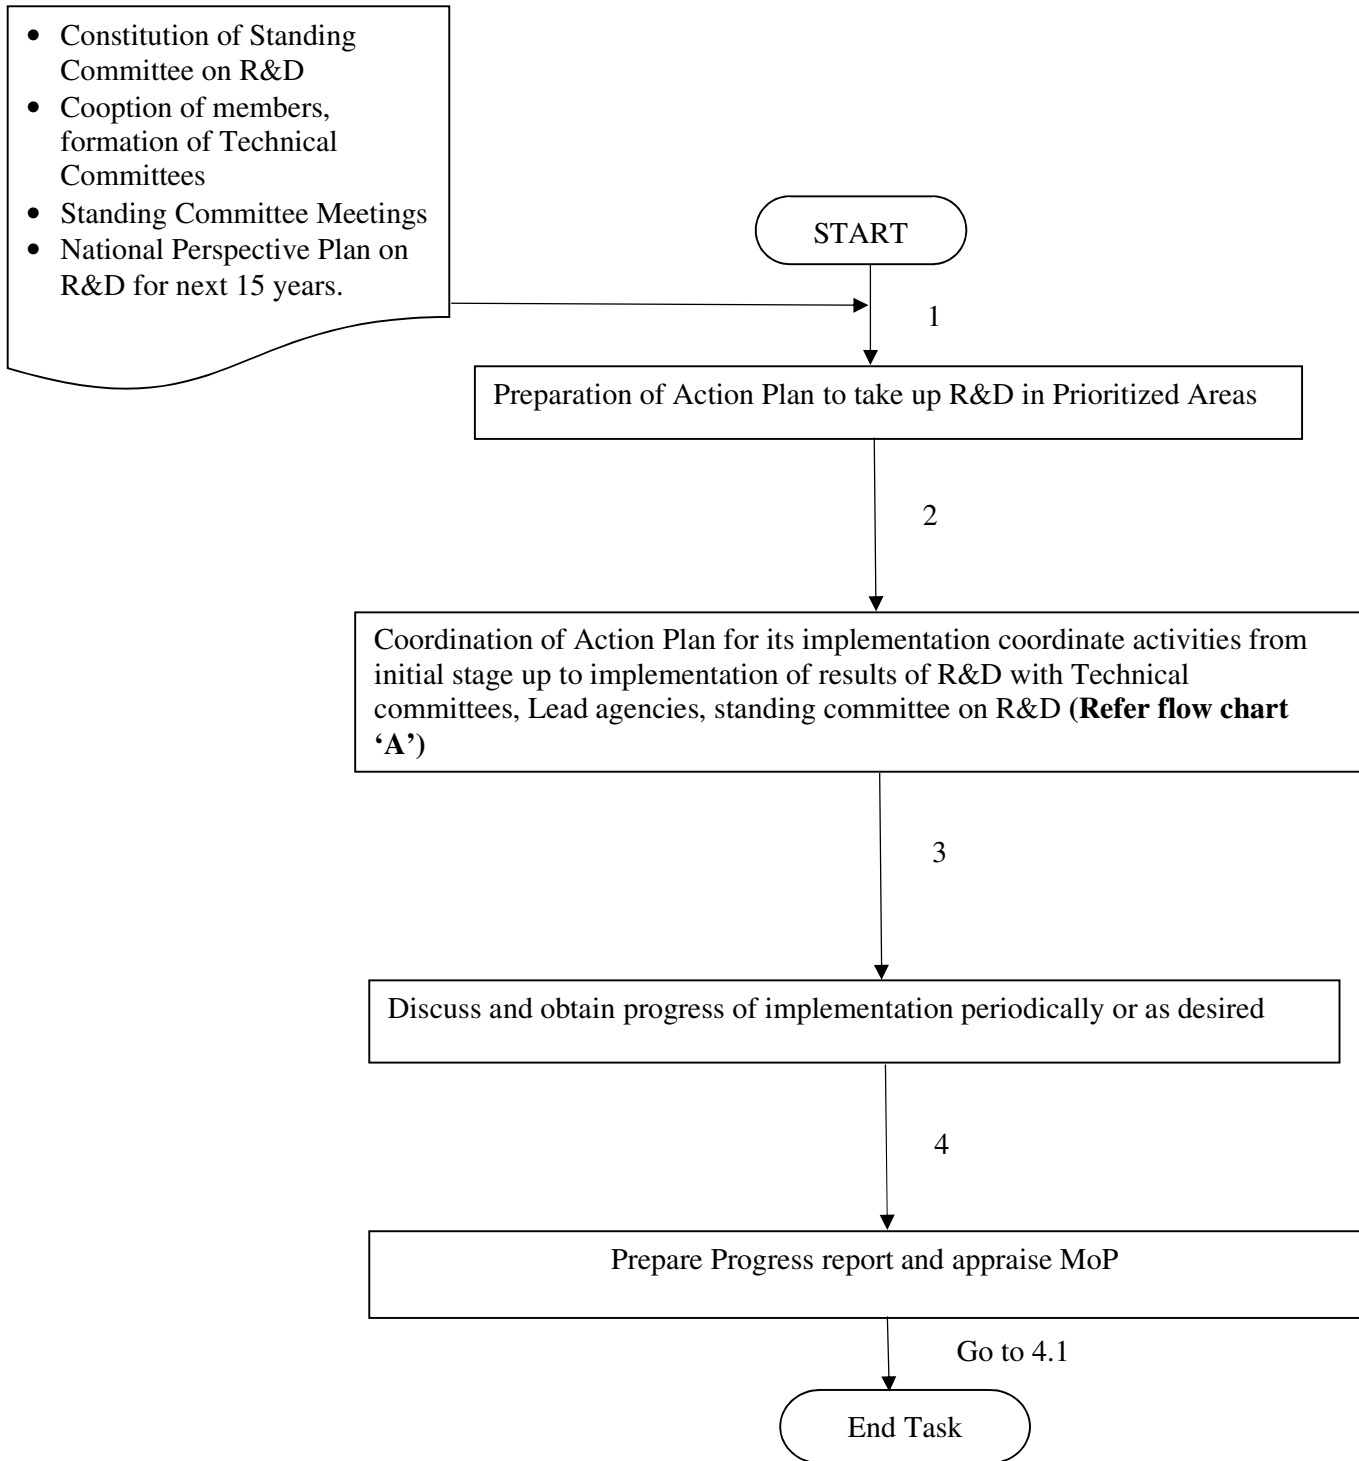 • Constitution of Standing
Committee on R&D
• Cooption of members,
formation of Technical
Committees
• Standing Committee Meetings
• National Perspective Plan on
R&D for next 15 years.
START
1
Preparation of Action Plan to take up R&D in Prioritized Areas
2
Coordination of Action Plan for its implementation coordinate activities from
initial stage up to implementation of results of R&D with Technical
committees, Lead agencies, standing committee on R&D (Refer flow chart
‘A’)
3
Discuss and obtain progress of implementation periodically or as desired
4
Prepare Progress report and appraise MoP
Go to 4.1
End Task